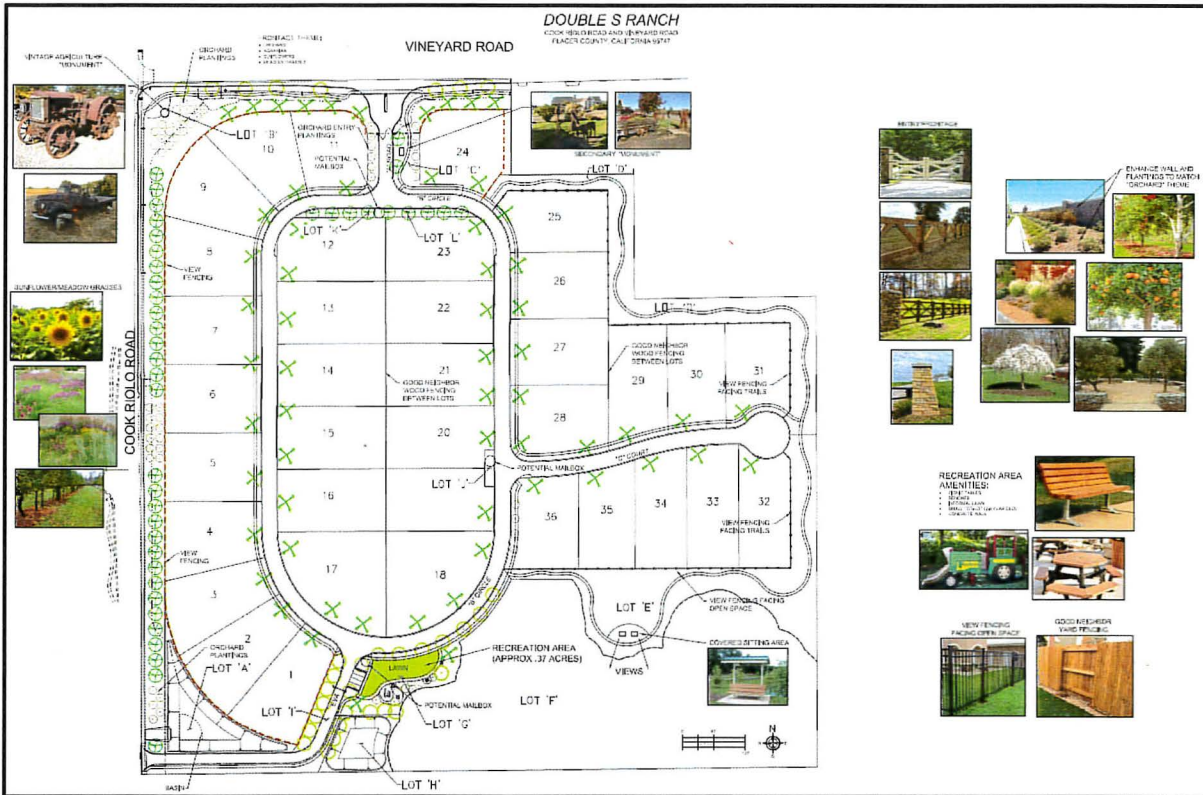 DOUBLE S RANCH
COOK RIOLO ROAD AND VINEYARD ROAD
PLACER COUNTY, CALIFORNIA 95747
VINEYARD ROAD
VINTAGE AGRICULTURE
"MONUMENT"
ORCHARD
PLANTINGS
LOT 'B'
10
ORCHARD ENTRY
PLANTINGS
11
POTENTIAL
MAILBOX
24
LOT 'C'
SECONDARY "MONUMENT"
LOT 'D'
'B' CIRCLE
9
LOT 'K'
LOT 'L'
12
23
25
8
VIEW
FENCING
26
SUNFLOWER/MEADOW GRASSES
COOK RIOLO ROAD
7
13
22
27
GOOD NEIGHBOR
WOOD FENCING
BETWEEN LOTS
29
30
31
VIEW FENCING
FACING TRAILS
14
21
GOOD NEIGHBOR
WOOD FENCING
BETWEEN LOTS
6
28
15
20
'C' COURT
5
POTENTIAL MAILBOX
LOT 'J'
16
36
35
34
33
32
VIEW FENCING
FACING TRAILS
4
VIEW
FENCING
17
18
'B' CIRCLE
3
VIEW FENCING FACING
OPEN SPACE
LOT 'E'
2
ORCHARD
PLANTINGS
LOT 'A'
1
COVERED SITTING AREA
VIEWS
RECREATION AREA
(APPROX .37 ACRES)
LAWN
LOT 'F'
POTENTIAL MAILBOX
LOT 'I'
LOT 'G'
LOT 'H'
BASIN
N
ENHANCE WALL AND
PLANTINGS TO MATCH
"ORCHARD" THEME
RECREATION AREA
AMENITIES:
VIEW FENCING
FACING OPEN SPACE
GOOD NEIGHBOR
YARD FENCING